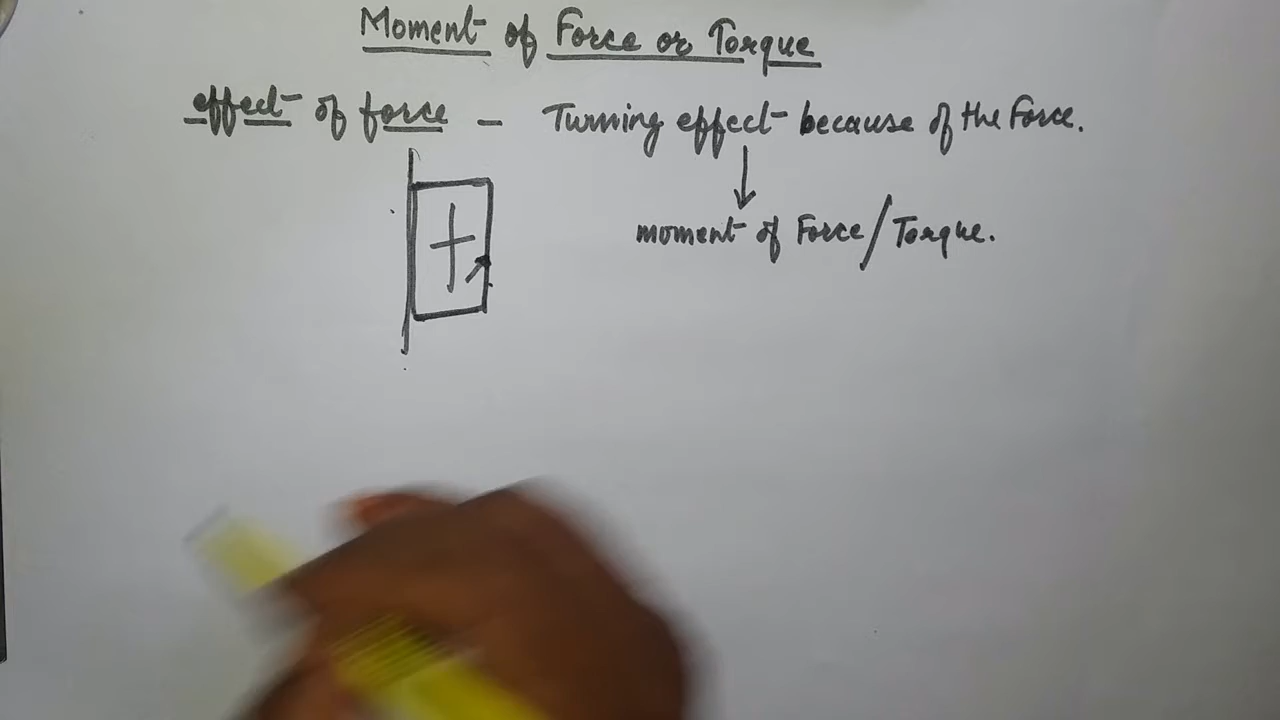 Moment of Force or Torque
effect of force - Turning effect because of the Force.
moment of Force/Torque.